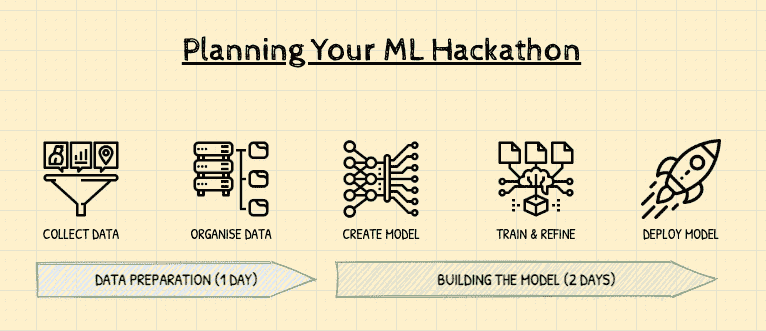 Planning Your ML Hackathon
COLLECT DATA
ORGANISE DATA
CREATE MODEL
TRAIN & REFINE
DEPLOY MODEL
DATA PREPARATION (1 DAY)
BUILDING THE MODEL (2 DAYS)